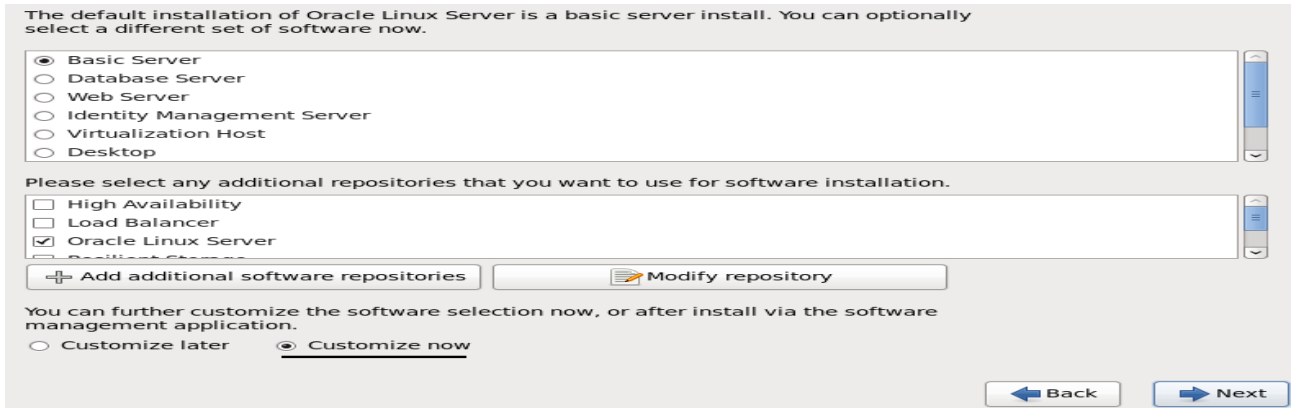 The default installation of Oracle Linux Server is a basic server install. You can optionally
select a different set of software now.
Basic Server
Database Server
Web Server
Identity Management Server
Virtualization Host
Desktop
Please select any additional repositories that you want to use for software installation.
High Availability
Load Balancer
Oracle Linux Server
Resilient Storage
Add additional software repositories
Modify repository
You can further customize the software selection now, or after install via the software
management application.
Customize later
Customize now
Back
Next